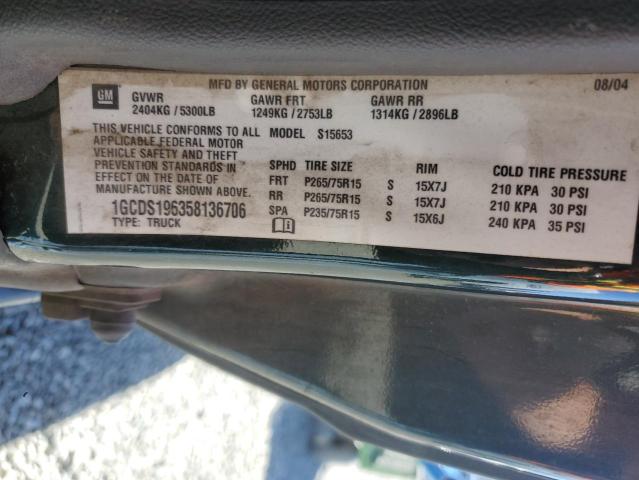 MFD BY GENERAL MOTORS CORPORATION 08/04
GM
GVWR GAWR FRT GAWR RR
2404KG / 5300LB 1249KG / 2753LB 1314KG / 2896LB
THIS VEHICLE CONFORMS TO ALL MODEL S15653
APPLICABLE FEDERAL MOTOR
VEHICLE SAFETY AND THEFT
PREVENTION STANDARDS IN
EFFECT ON THE DATE OF
MANUFACTURE SHOWN ABOVE.
1GCDS196358136706
TYPE: TRUCK
SPHD TIRE SIZE RIM COLD TIRE PRESSURE
FRT P265/75R15 S 15X7J 210 KPA 30 PSI
RR P265/75R15 S 15X7J 210 KPA 30 PSI
SPA P235/75R15 S 15X6J 240 KPA 35 PSI